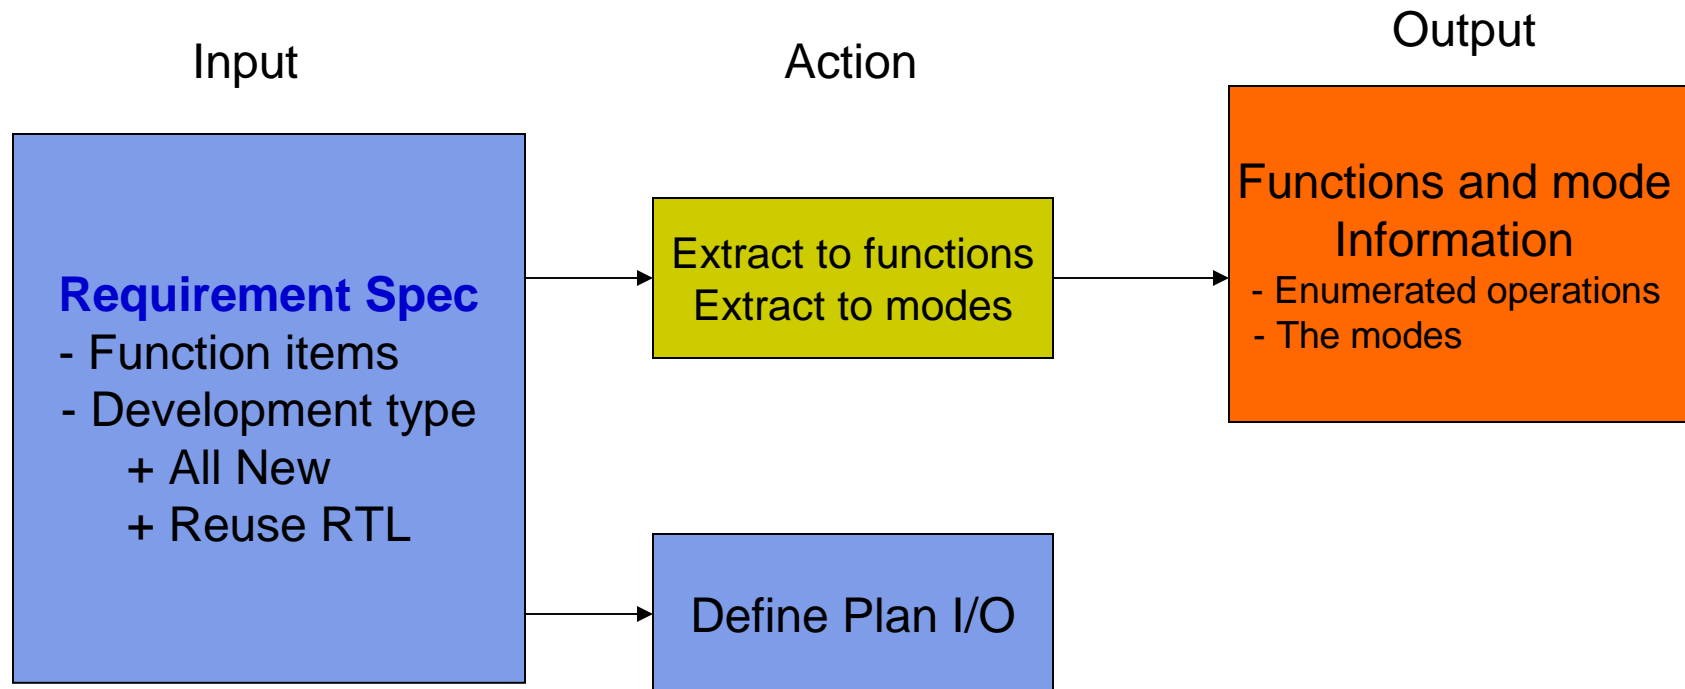 Input
Action
Output
Requirement Spec
- Function items
- Development type
+ All New
+ Reuse RTL
Extract to functions
Extract to modes
Define Plan I/O
Functions and mode
Information
- Enumerated operations
- The modes